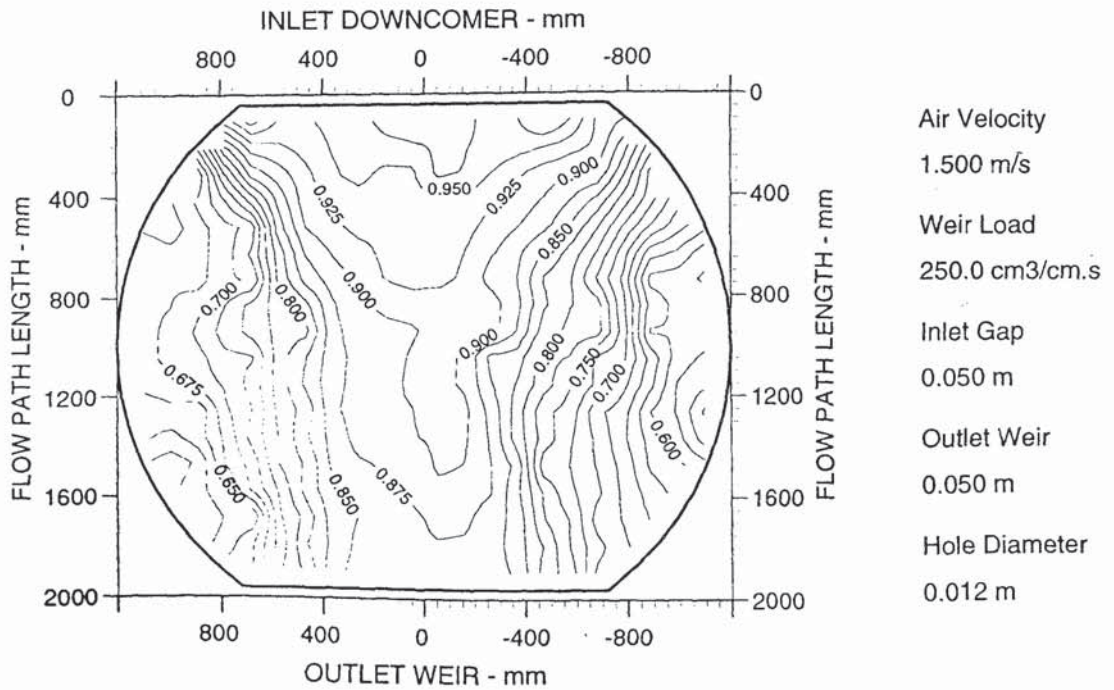 INLET DOWNCOMER - mm
800 400 0 -400 -800
0 0
400 400
800 800
1200 1200
1600 1600
2000 2000
FLOW PATH LENGTH - mm
FLOW PATH LENGTH - mm
0.950
0.925
0.925
0.900
0.900
0.900
0.850
0.700
0.800
0.800
0.750
0.700
0.675
0.600
0.650
0.850
0.875
800 400 0 -400 -800
OUTLET WEIR - mm
Air Velocity
1.500 m/s
Weir Load
250.0 cm3/cm.s
Inlet Gap
0.050 m
Outlet Weir
0.050 m
Hole Diameter
0.012 m